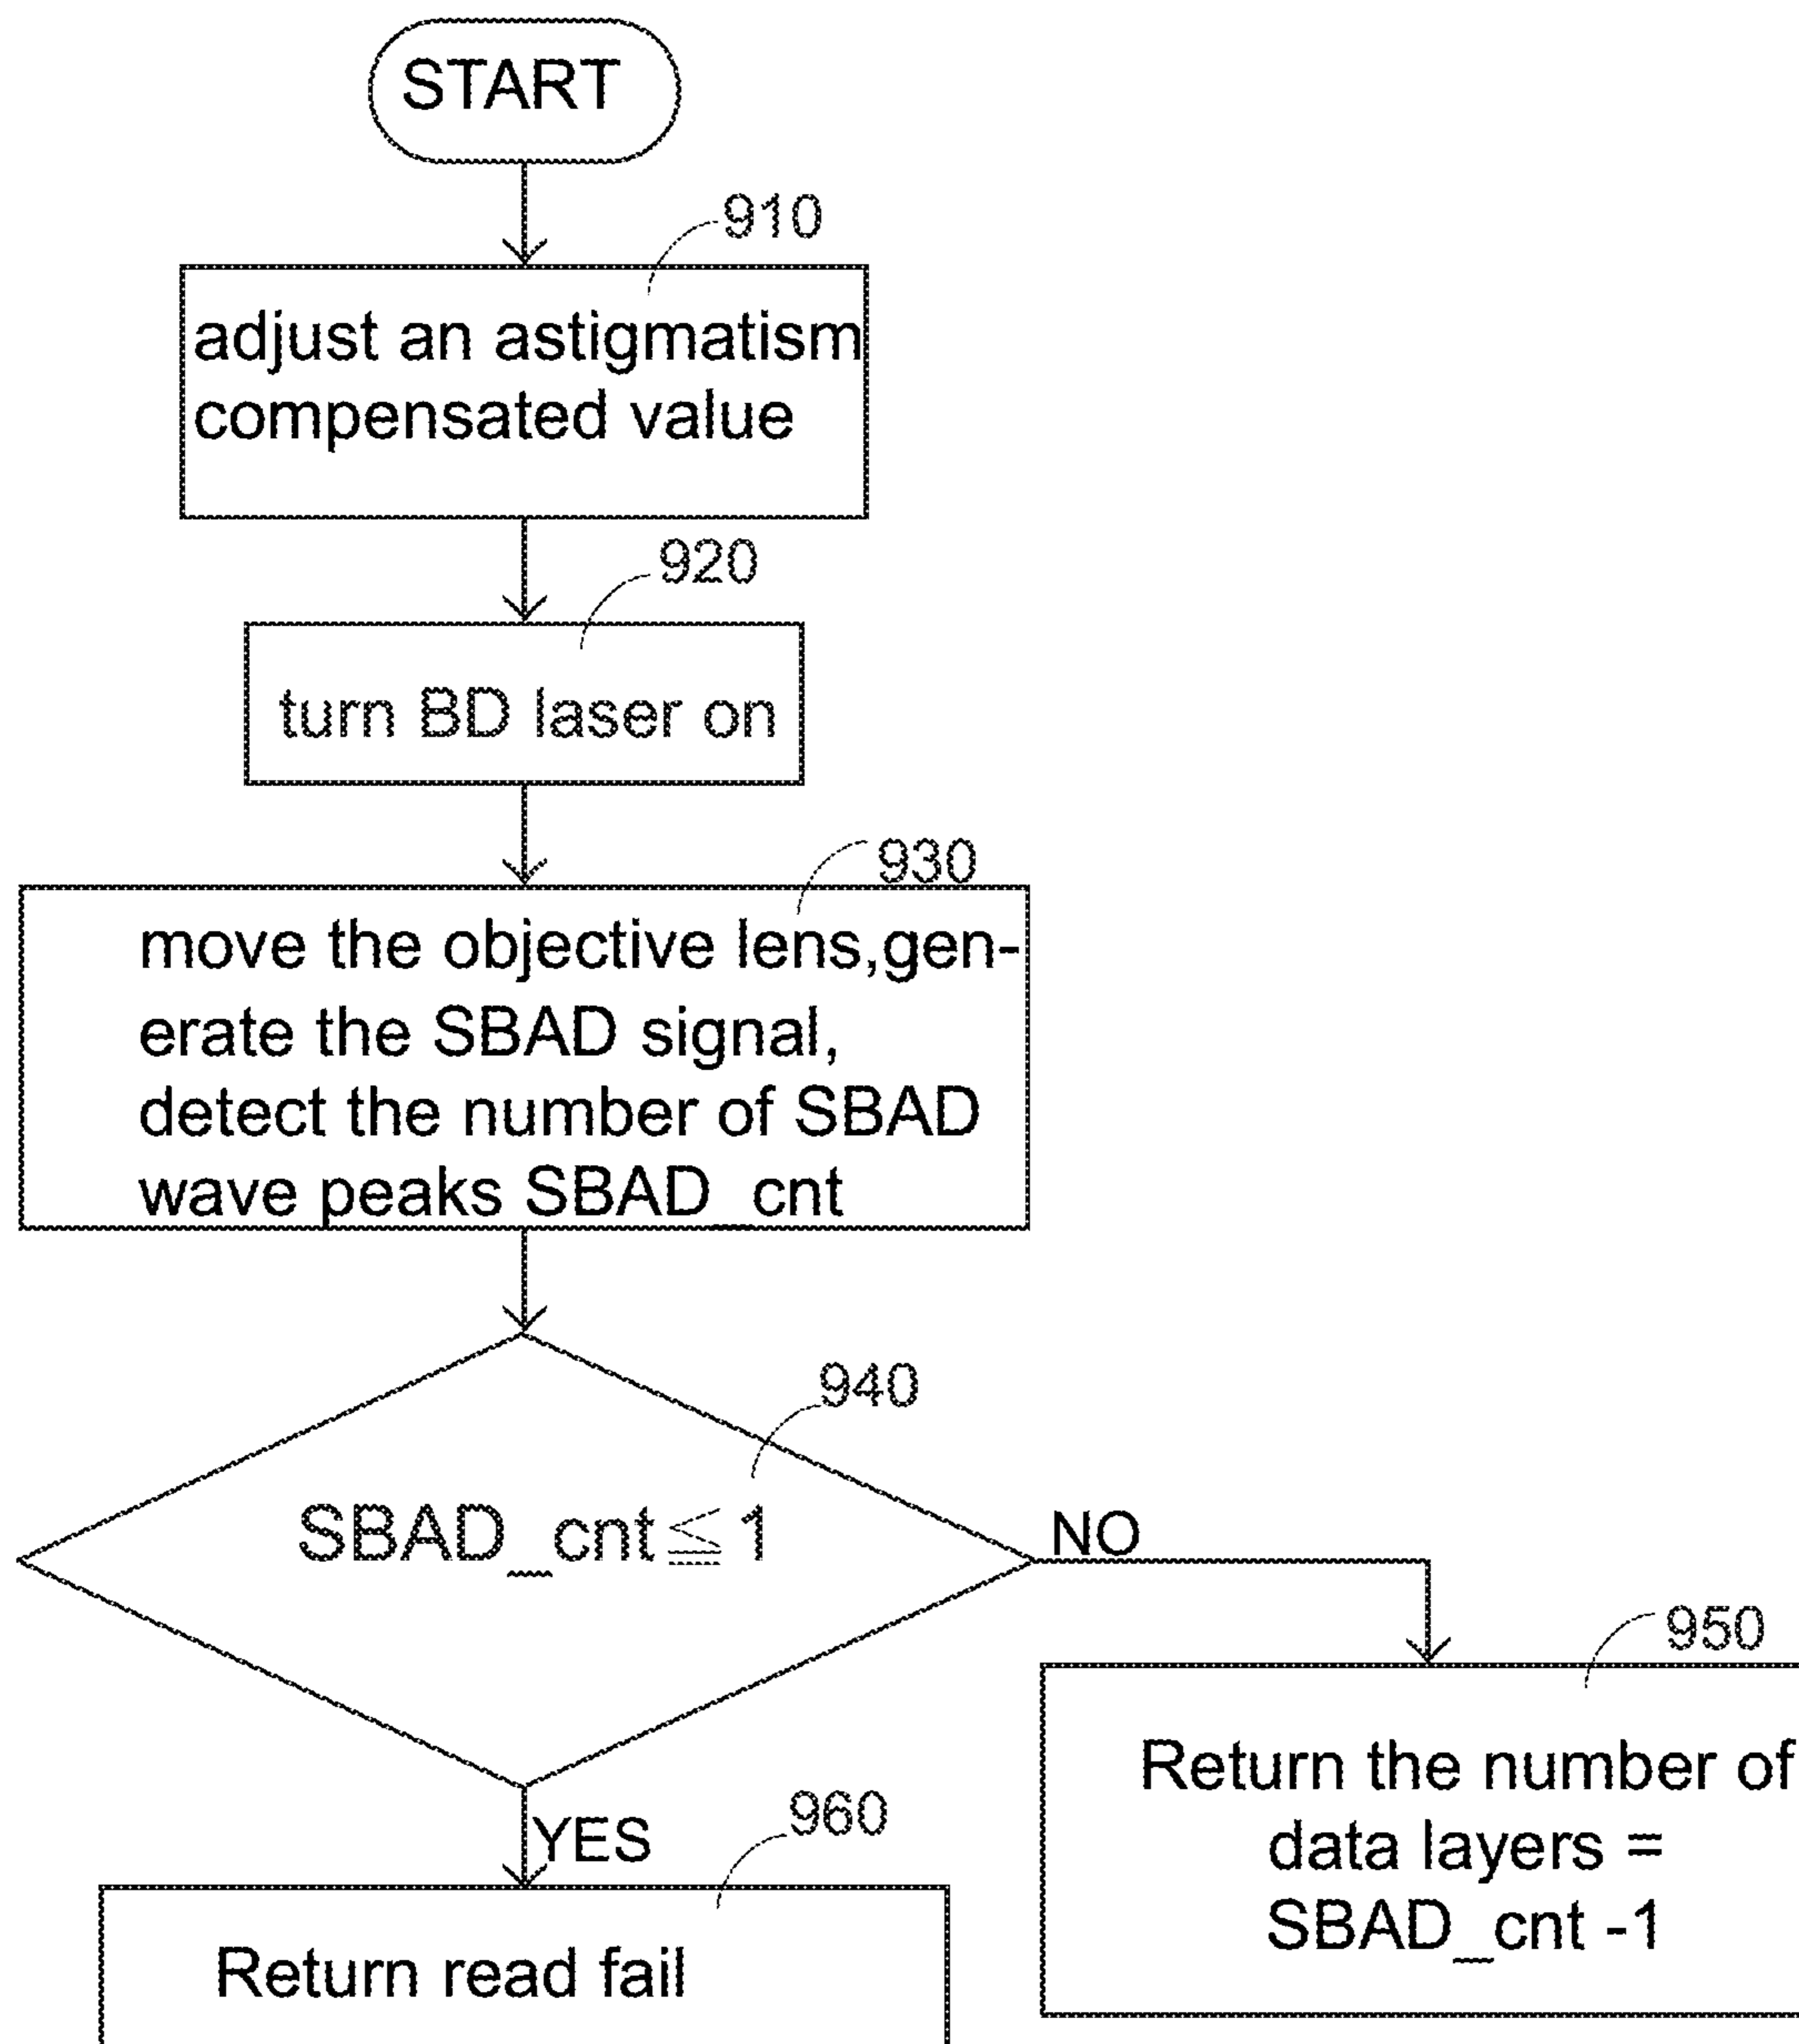 START
910
adjust an astigmatism
compensated value
920
turn BD laser on
930
move the objective lens,gen-
erate the SBAD signal,
detect the number of SBAD
wave peaks SBAD_cnt
940
SBAD_cnt ≦ 1
NO
950
Return the number of
data layers =
SBAD_cnt -1
YES
960
Return read fail